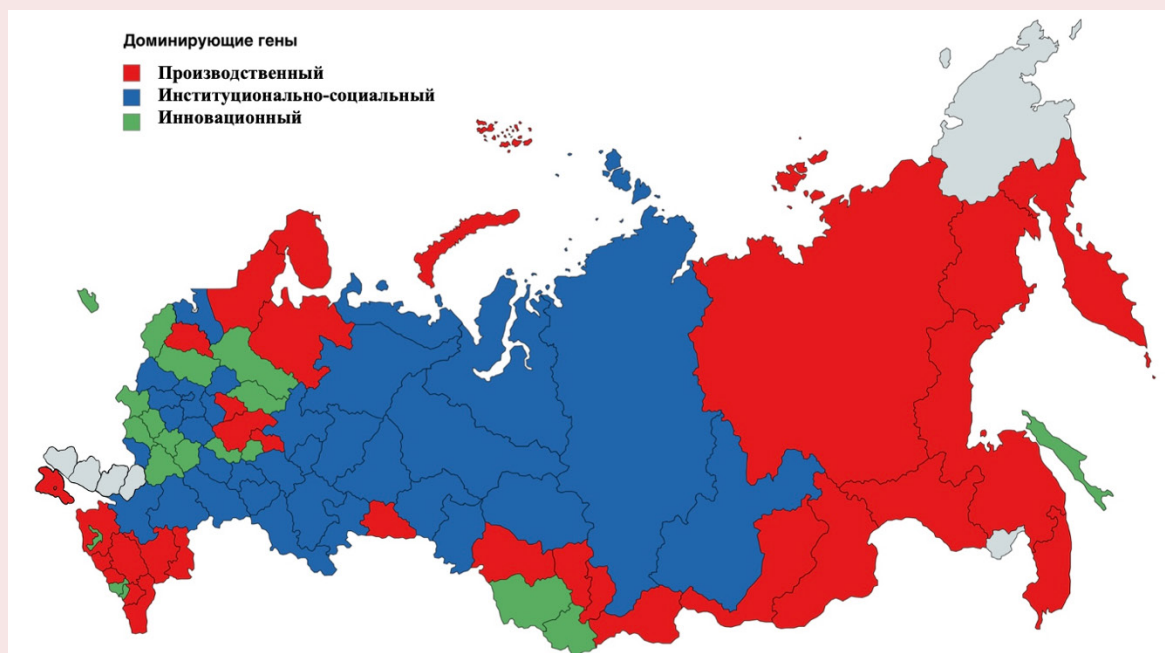 Доминирующие гены
Производственный
Институционально-социальный
Инновационный